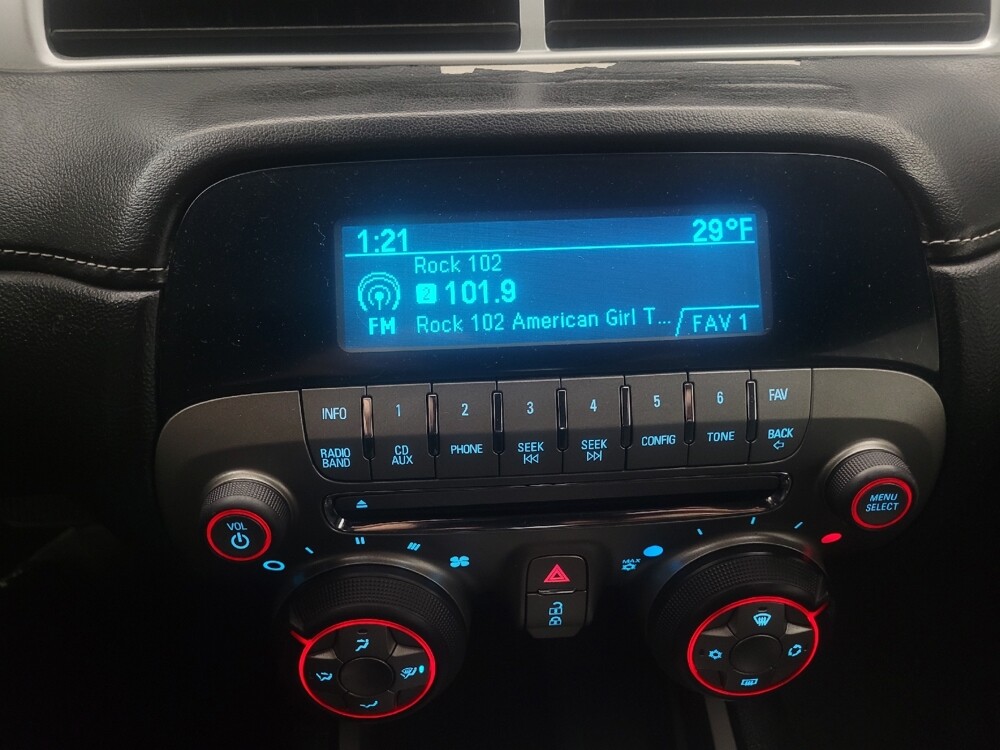 1:21 29°F
Rock 102
2 101.9
FM Rock 102 American Girl T... FAV 1
INFO 1 2 3 4 5 6 FAV
RADIO BAND CD AUX PHONE SEEK SEEK CONFIG TONE BACK
VOL
MENU SELECT
MAX